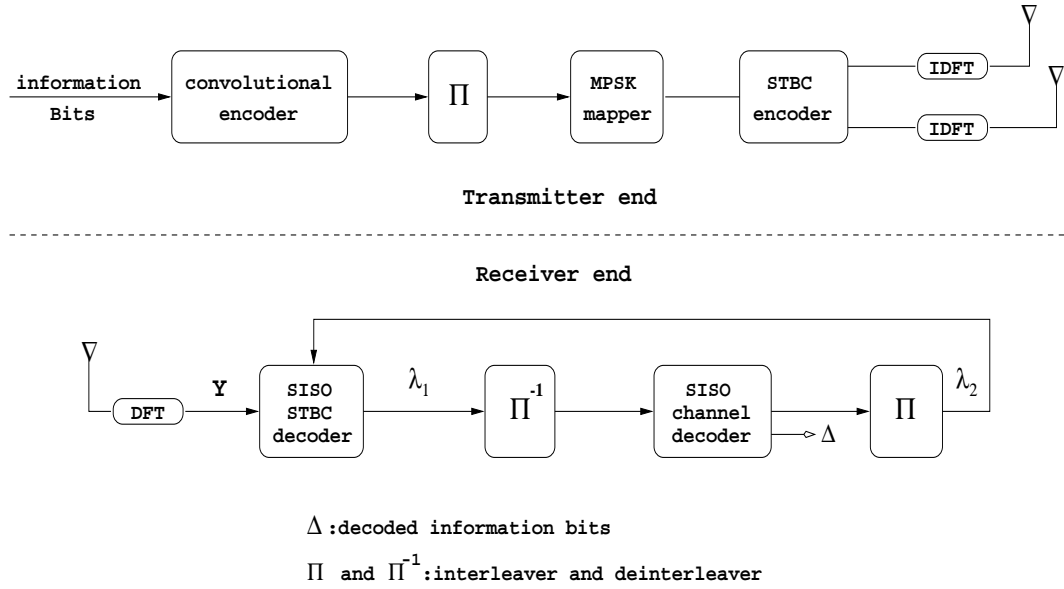 information
Bits
convolutional
encoder
Π
MPSK
mapper
STBC
encoder
IDFT
IDFT
Transmitter end
Receiver end
DFT
Y
SISO
STBC
decoder
λ₁
Π⁻¹
SISO
channel
decoder
Δ
Π
λ₂
Δ :decoded information bits
Π and Π⁻¹:interleaver and deinterleaver